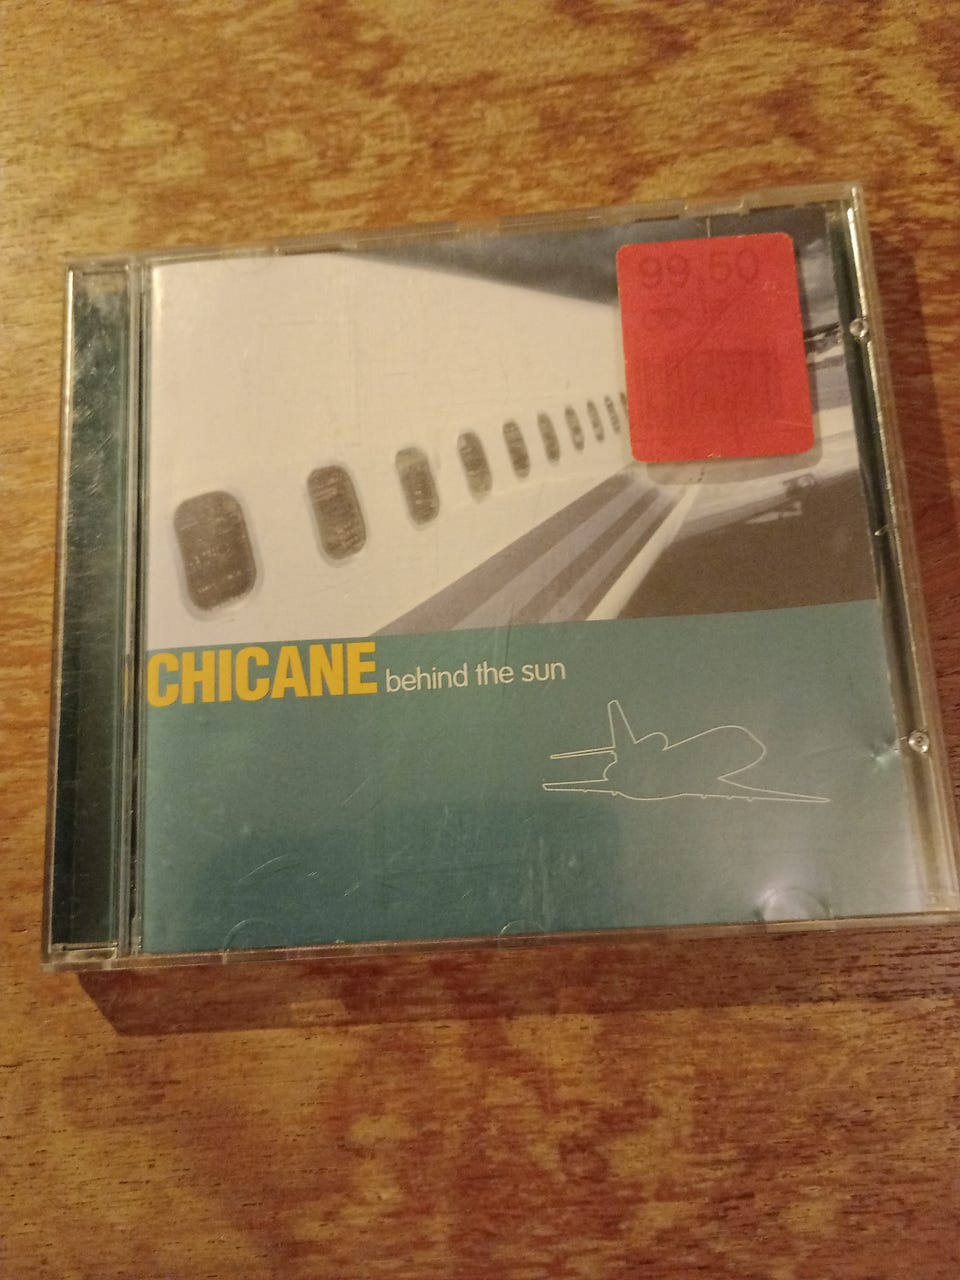 99.50
CHICANE behind the sun